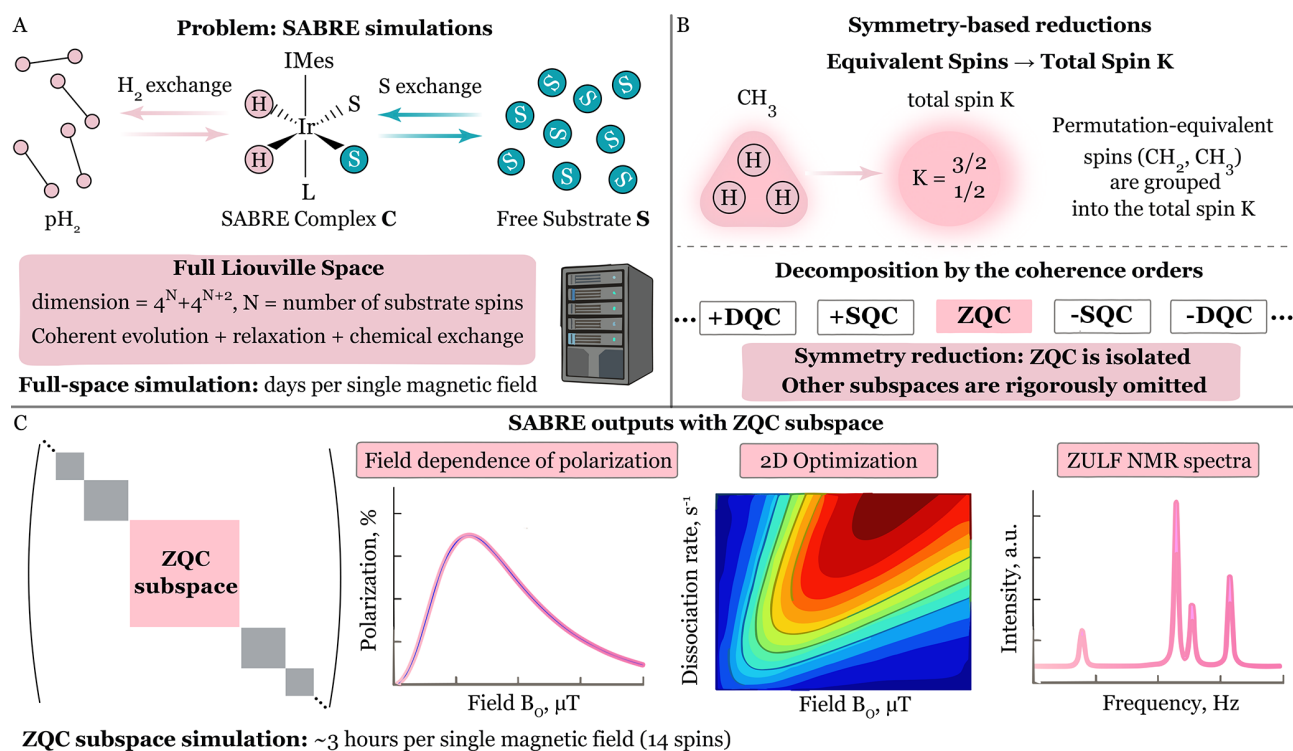 A
Problem: SABRE simulations
IMes
H₂ exchange
S exchange
H
S
Ir
H
S
L
S
S
S
S
S
S
S
S
S
pH₂
SABRE Complex C
Free Substrate S
Full Liouville Space
dimension = 4ᴺ+4ᴺ⁺², N = number of substrate spins
Coherent evolution + relaxation + chemical exchange
Full-space simulation: days per single magnetic field
B
Symmetry-based reductions
Equivalent Spins → Total Spin K
CH₃
total spin K
H
H H
K = 3/2
1/2
Permutation-equivalent
spins (CH₂, CH₃)
are grouped
into the total spin K
Decomposition by the coherence orders
... +DQC +SQC ZQC -SQC -DQC ...
Symmetry reduction: ZQC is isolated
Other subspaces are rigorously omitted
C
SABRE outputs with ZQC subspace
ZQC
subspace
Field dependence of polarization
Polarization, %
Field B₀, μT
2D Optimization
Dissociation rate, s⁻¹
Field B₀, μT
ZULF NMR spectra
Intensity, a.u.
Frequency, Hz
ZQC subspace simulation: ~3 hours per single magnetic field (14 spins)